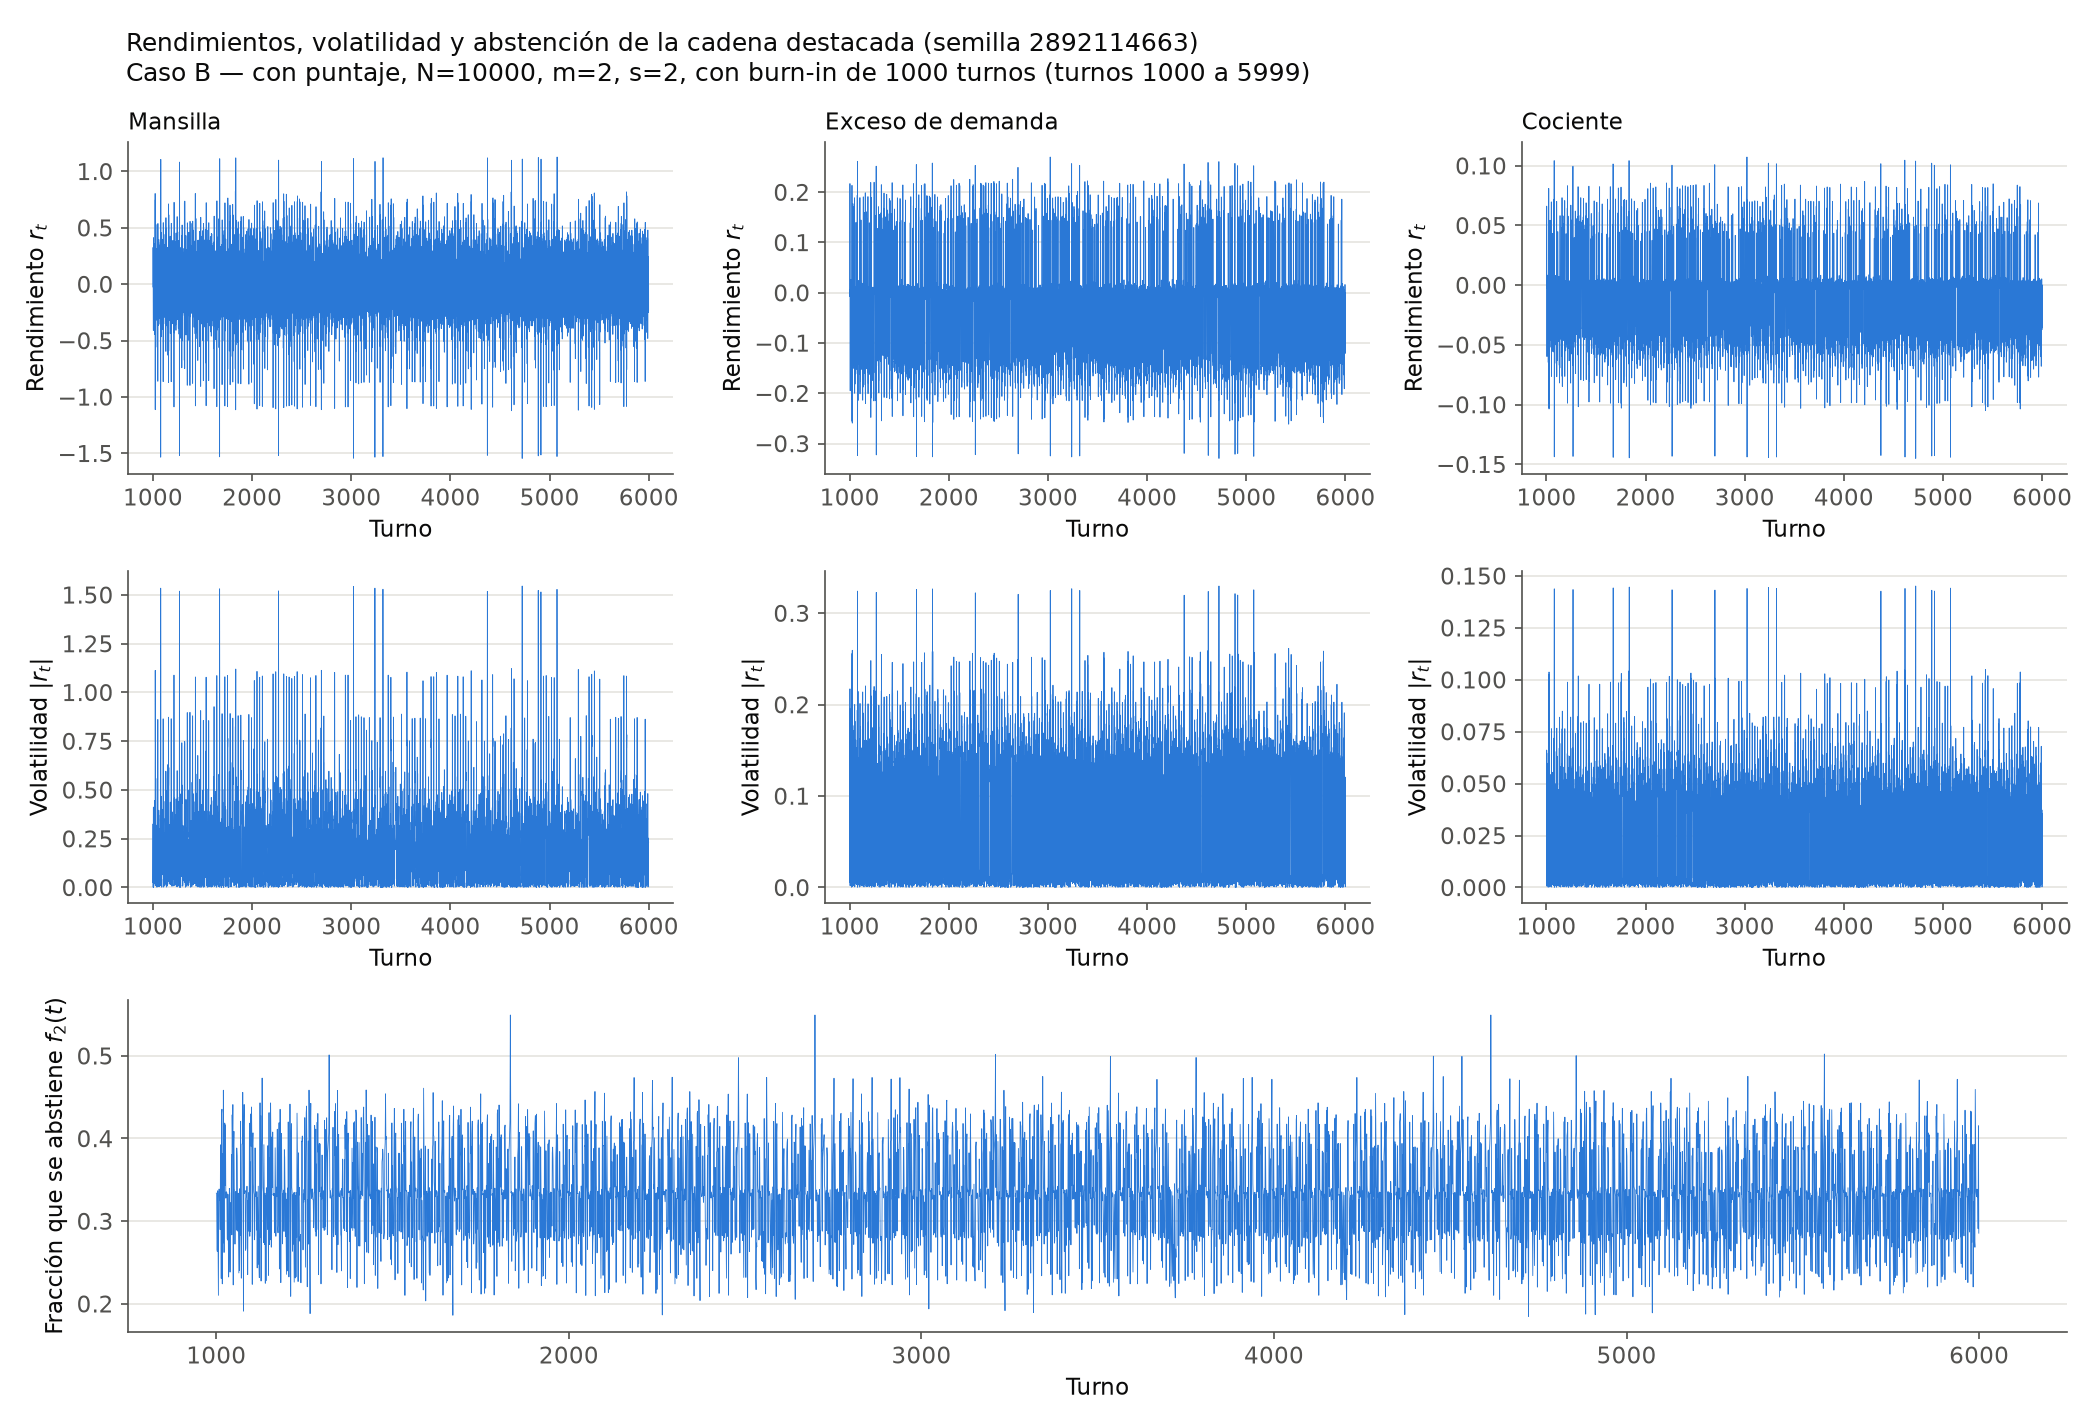 Rendimientos, volatilidad y abstención de la cadena destacada (semilla 2892114663)
Caso B — con puntaje, N=10000, m=2, s=2, con burn-in de 1000 turnos (turnos 1000 a 5999)
Mansilla
Rendimiento r_t
1.0
0.5
0.0
−0.5
−1.0
−1.5
1000 2000 3000 4000 5000 6000
Turno
Exceso de demanda
Rendimiento r_t
0.2
0.1
0.0
−0.1
−0.2
−0.3
1000 2000 3000 4000 5000 6000
Turno
Cociente
Rendimiento r_t
0.10
0.05
0.00
−0.05
−0.10
−0.15
1000 2000 3000 4000 5000 6000
Turno
Volatilidad |r_t|
1.50
1.25
1.00
0.75
0.50
0.25
0.00
1000 2000 3000 4000 5000 6000
Turno
Volatilidad |r_t|
0.3
0.2
0.1
0.0
1000 2000 3000 4000 5000 6000
Turno
Volatilidad |r_t|
0.150
0.125
0.100
0.075
0.050
0.025
0.000
1000 2000 3000 4000 5000 6000
Turno
Fracción que se abstiene f_2(t)
0.5
0.4
0.3
0.2
1000 2000 3000 4000 5000 6000
Turno